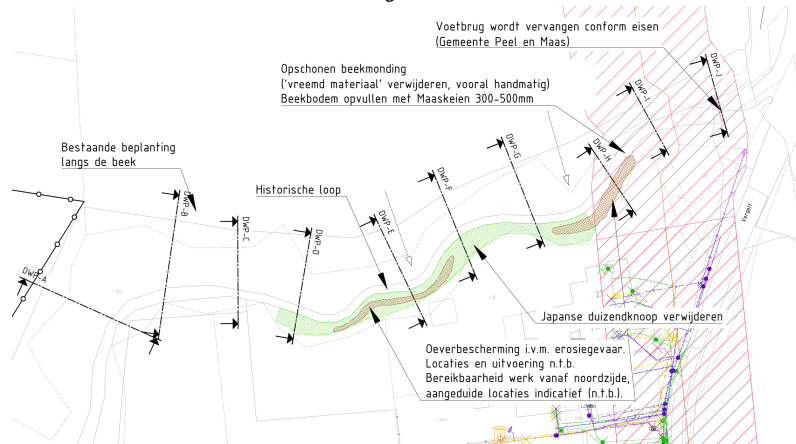 Voetbrug wordt vervangen conform eisen
(Gemeente Peel en Maas)
Opschonen beekmonding
('vreemd materiaal' verwijderen, vooral handmatig)
Beekbodem opvullen met Maaskeien 300-500mm
Bestaande beplanting
langs de beek
Historische loop
DWP-A
DWP-B
DWP-C
DWP-D
DWP-E
DWP-F
DWP-G
DWP-H
DWP-I
DWP-J
Vergelt
Japanse duizendknoop verwijderen
Oeverbescherming i.v.m. erosiegevaar.
Locaties en uitvoering n.t.b.
Bereikbaarheid werk vanaf noordzijde,
aangeduide locaties indicatief (n.t.b.).